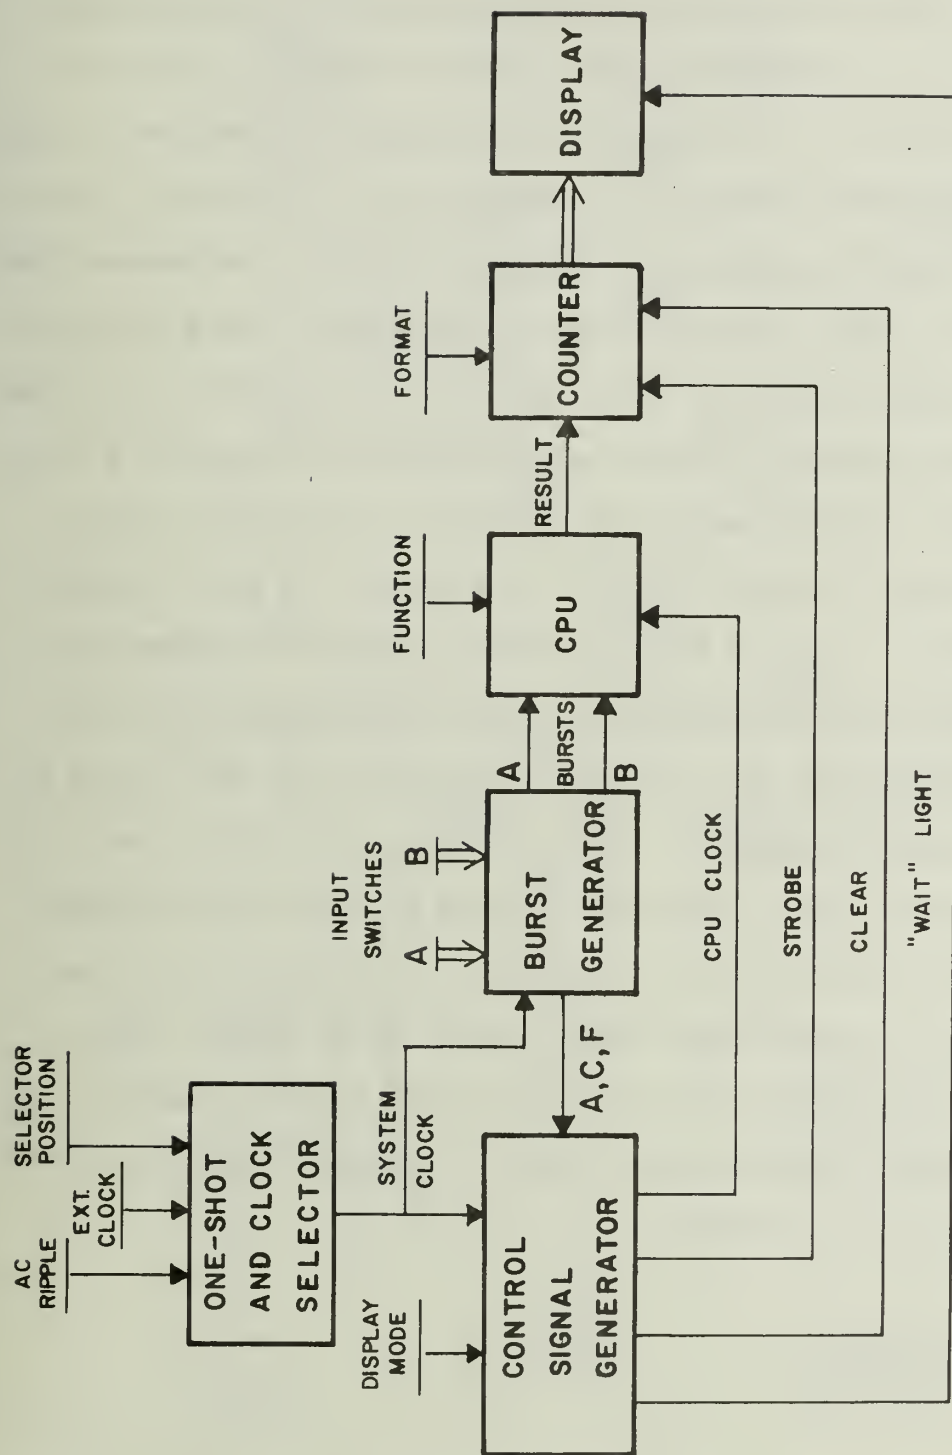 AC
RIPPLE
EXT.
CLOCK
SELECTOR
POSITION
ONE-SHOT
AND CLOCK
SELECTOR
DISPLAY
MODE
SYSTEM
CLOCK
CONTROL
SIGNAL
GENERATOR
A,C,F
INPUT
SWITCHES
A
B
BURST
GENERATOR
A
BURSTS
B
FUNCTION
CPU
RESULT
FORMAT
COUNTER
DISPLAY
CPU CLOCK
STROBE
CLEAR
"WAIT" LIGHT